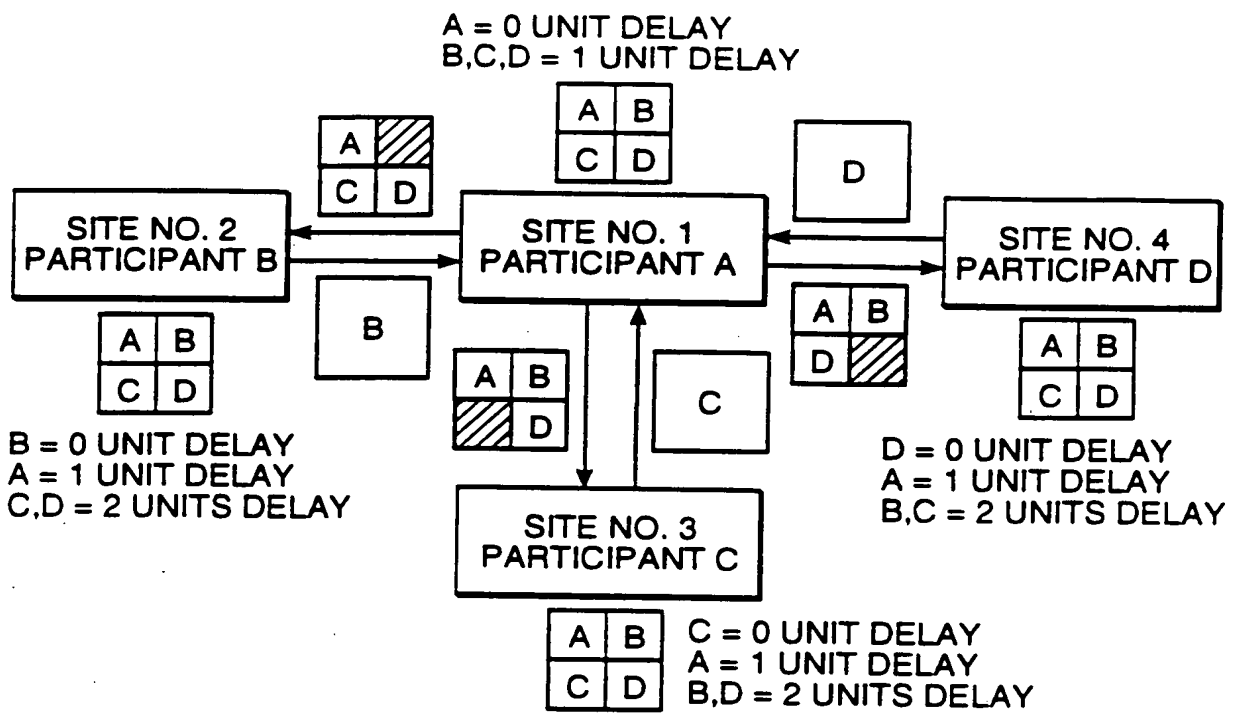 A = 0 UNIT DELAY
B,C,D = 1 UNIT DELAY
A B
C D
A
C D
D
SITE NO. 2
PARTICIPANT B
SITE NO. 1
PARTICIPANT A
SITE NO. 4
PARTICIPANT D
A B
C D
B
A B
D
C
A B
D
A B
C D
B = 0 UNIT DELAY
A = 1 UNIT DELAY
C,D = 2 UNITS DELAY
D = 0 UNIT DELAY
A = 1 UNIT DELAY
B,C = 2 UNITS DELAY
SITE NO. 3
PARTICIPANT C
A B
C D
C = 0 UNIT DELAY
A = 1 UNIT DELAY
B,D = 2 UNITS DELAY